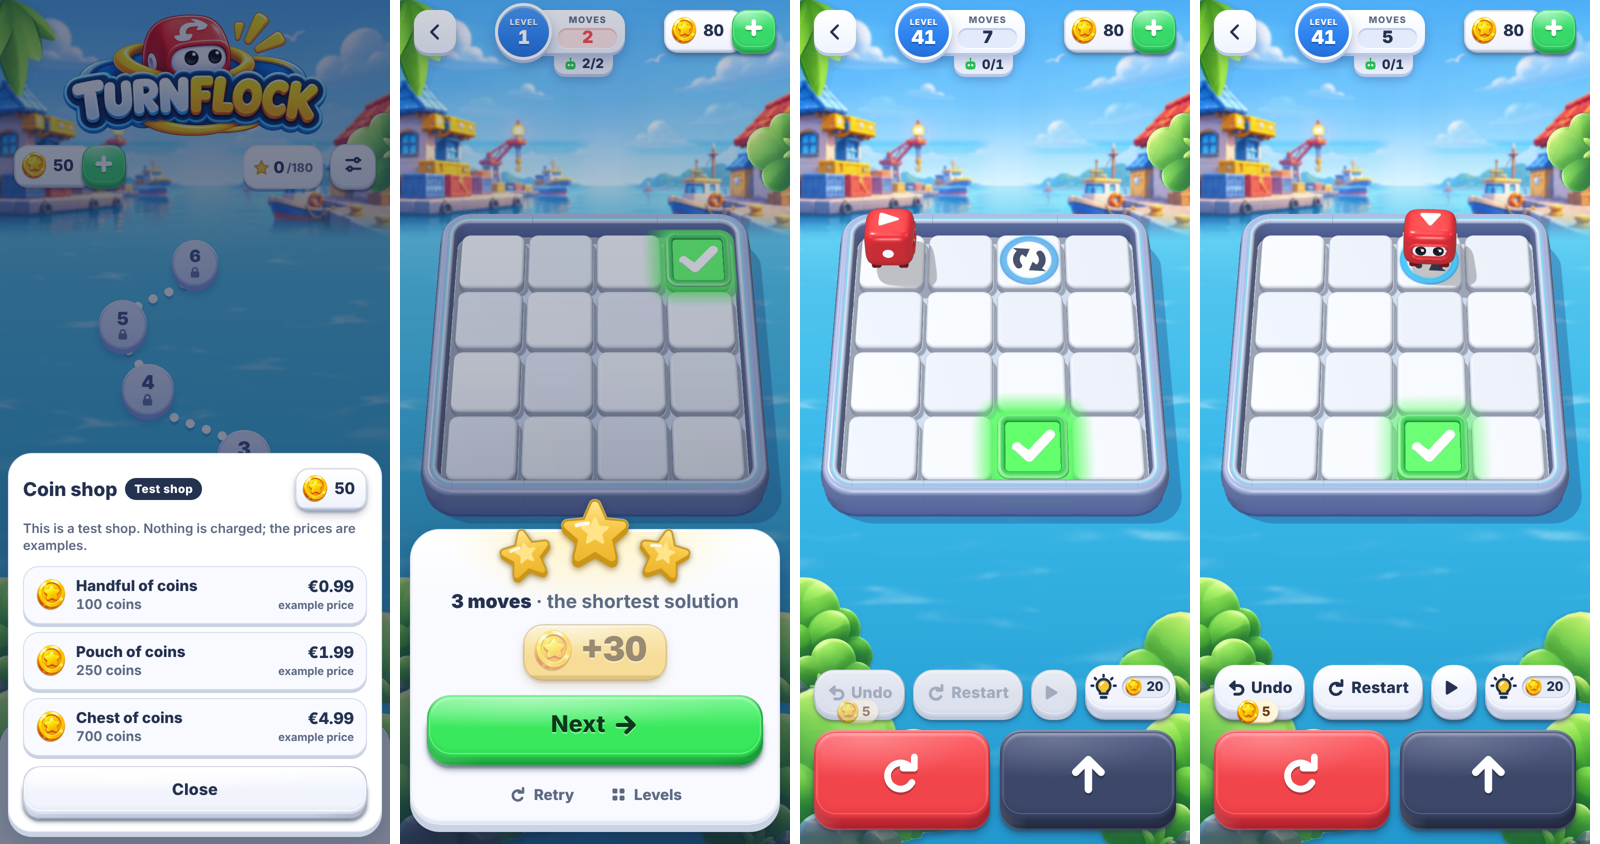 TURNFLOCK
50
0/180
6
5
4
3
Coin shop
Test shop
50
This is a test shop. Nothing is charged; the prices are
examples.
Handful of coins
€0.99
100 coins
example price
Pouch of coins
€1.99
250 coins
example price
Chest of coins
€4.99
700 coins
example price
Close
LEVEL
1
MOVES
2
2/2
80
3 moves · the shortest solution
+30
Next
Retry
Levels
LEVEL
41
MOVES
7
0/1
80
Undo
5
Restart
20
LEVEL
41
MOVES
5
0/1
80
Undo
5
Restart
20